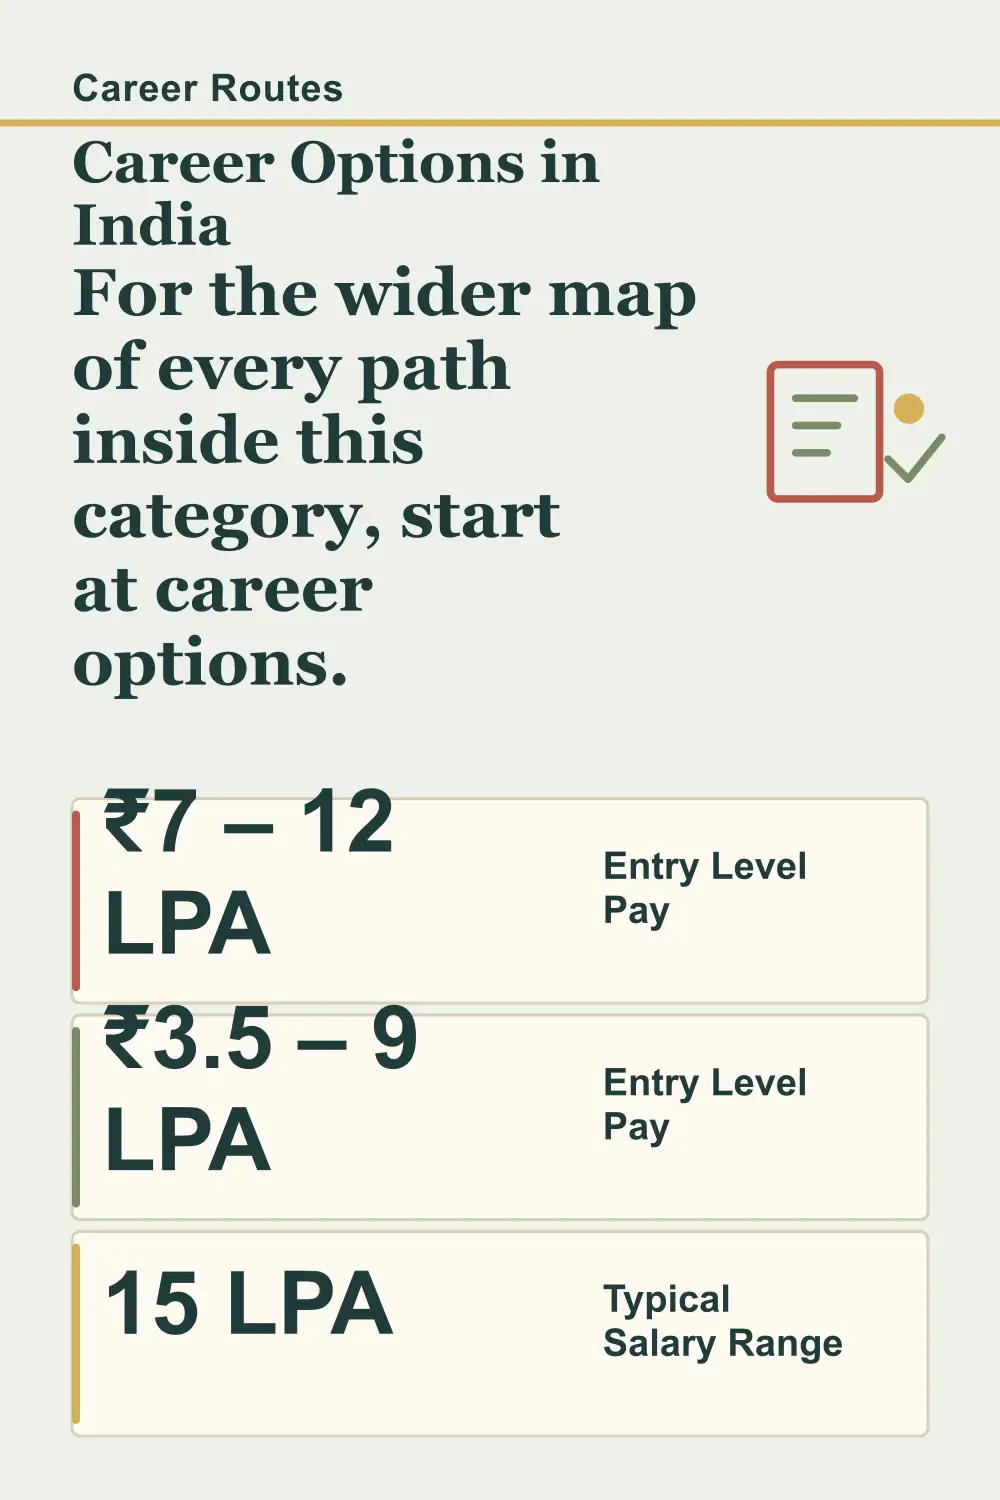 Career Routes
Career Options in
India
For the wider map
of every path
inside this
category, start
at career
options.
₹7 – 12
LPA
Entry Level
Pay
₹3.5 – 9
LPA
Entry Level
Pay
15 LPA
Typical
Salary Range